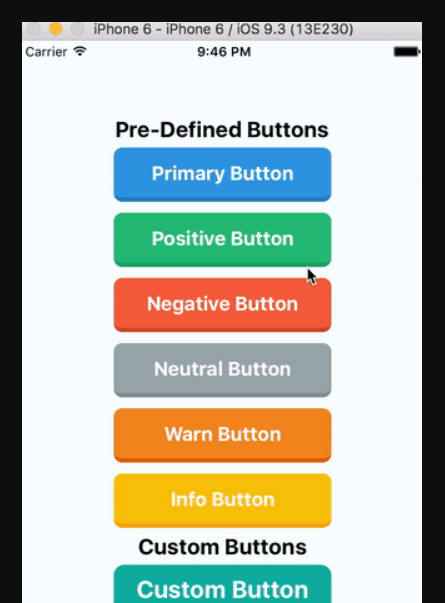 iPhone 6 - iPhone 6 / iOS 9.3 (13E230)
Carrier 9:46 PM
Pre-Defined Buttons
Primary Button
Positive Button
Negative Button
Neutral Button
Warn Button
Info Button
Custom Buttons
Custom Button